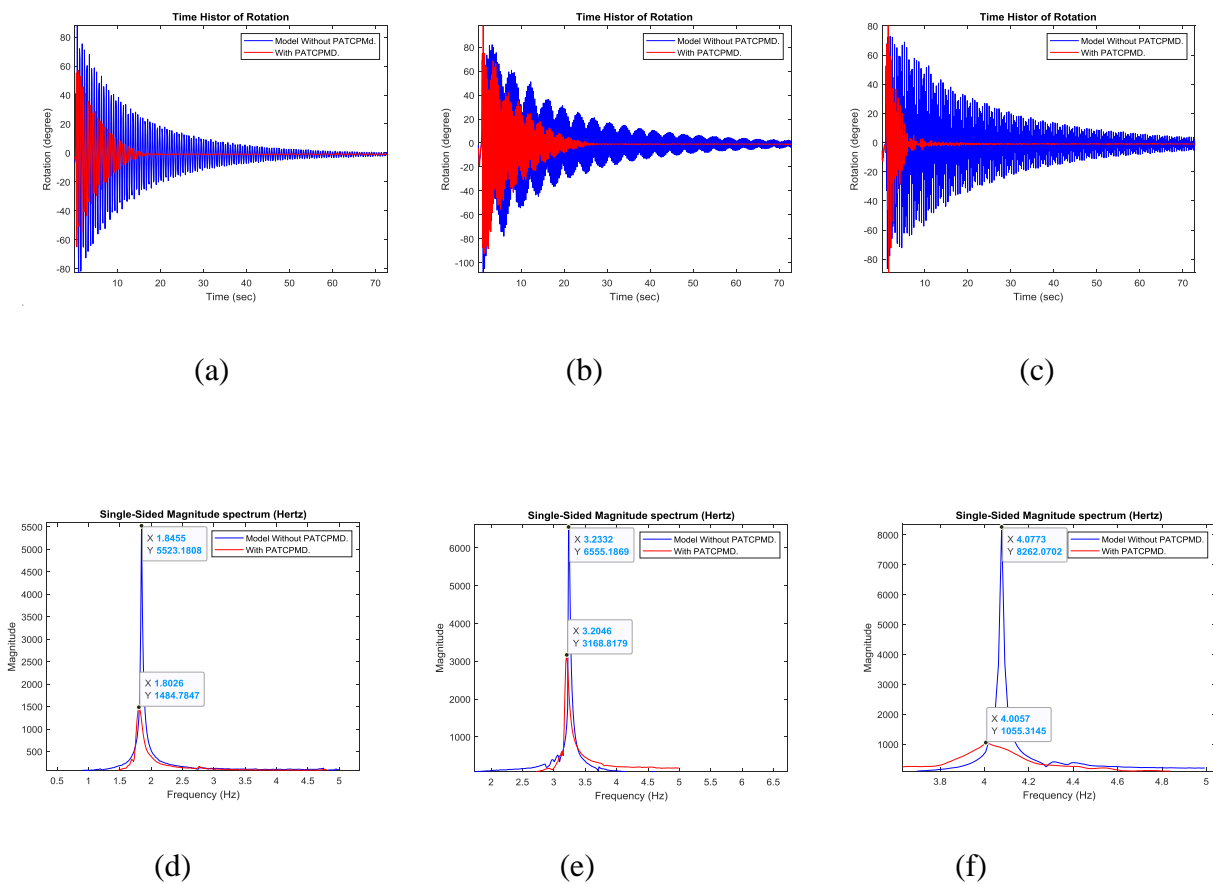 Time Histor of Rotation
Model Without PATCPMd.
With PATCPMD.
80
60
40
20
0
-20
-40
-60
-80
Rotation (degree)
10 20 30 40 50 60 70
Time (sec)
(a)
Time Histor of Rotation
Model Without PATCPMD.
With PATCPMD.
80
60
40
20
0
-20
-40
-60
-80
-100
Rotation (degree)
10 20 30 40 50 60 70
Time (sec)
(b)
Time Histor of Rotation
Model Without PATCPMD.
With PATCPMD.
80
60
40
20
0
-20
-40
-60
-80
Rotation (degree)
10 20 30 40 50 60 70
Time (sec)
(c)
Single-Sided Magnitude spectrum (Hertz)
Model Without PATCPMD.
With PATCPMD.
X 1.8455
Y 5523.1808
X 1.8026
Y 1484.7847
5500
5000
4500
4000
3500
3000
2500
2000
1500
1000
500
Magnitude
0.5 1 1.5 2 2.5 3 3.5 4 4.5 5
Frequency (Hz)
(d)
Single-Sided Magnitude spectrum (Hertz)
Model Without PATCPMD.
With PATCPMD.
X 3.2332
Y 6555.1869
X 3.2046
Y 3168.8179
6000
5000
4000
3000
2000
1000
Magnitude
2 2.5 3 3.5 4 4.5 5 5.5 6 6.5
Frequency (Hz)
(e)
Single-Sided Magnitude spectrum (Hertz)
Model Without PATCPMD.
With PATCPMD.
X 4.0773
Y 8262.0702
X 4.0057
Y 1055.3145
8000
7000
6000
5000
4000
3000
2000
1000
Magnitude
3.8 4 4.2 4.4 4.6 4.8 5
Frequency (Hz)
(f)